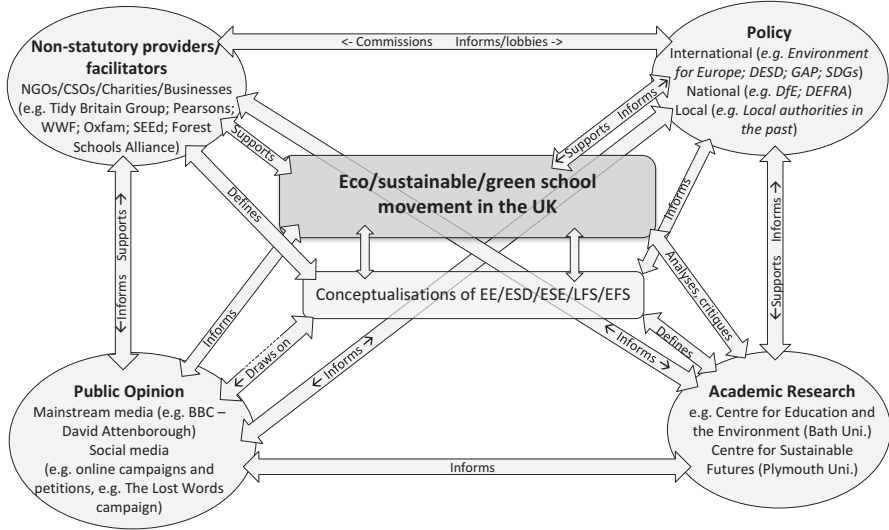 Non-statutory providers/
facilitators
NGOs/CSOs/Charities/Businesses
(e.g. Tidy Britain Group; Pearsons;
WWF; Oxfam; SEEd; Forest
Schools Alliance)
<- Commissions Informs/lobbies ->
Policy
International (e.g. Environment
for Europe; DESD; GAP; SDGs)
National (e.g. DfE; DEFRA)
Local (e.g. Local authorities in
the past)
Supports
← Supports Informs →
Eco/sustainable/green school
movement in the UK
Defines
Informs
← Informs Supports →
← Supports Informs →
Analyses, critiques
Conceptualisations of EE/ESD/ESE/LFS/EFS
Informs
← Draws on
← Informs →
← Informs →
Defines
Public Opinion
Mainstream media (e.g. BBC –
David Attenborough)
Social media
(e.g. online campaigns and
petitions, e.g. The Lost Words
campaign)
Informs
Academic Research
e.g. Centre for Education and
the Environment (Bath Uni.)
Centre for Sustainable
Futures (Plymouth Uni.)